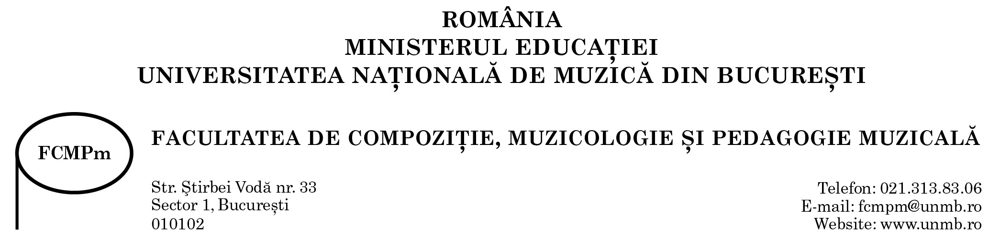 ROMÂNIA
MINISTERUL EDUCAȚIEI
UNIVERSITATEA NAȚIONALĂ DE MUZICĂ DIN BUCUREȘTI
FCMPm
FACULTATEA DE COMPOZIȚIE, MUZICOLOGIE ȘI PEDAGOGIE MUZICALĂ
Str. Ştirbei Vodă nr. 33
Sector 1, București
010102
Telefon: 021.313.83.06
E-mail: fcmpm@unmb.ro
Website: www.unmb.ro